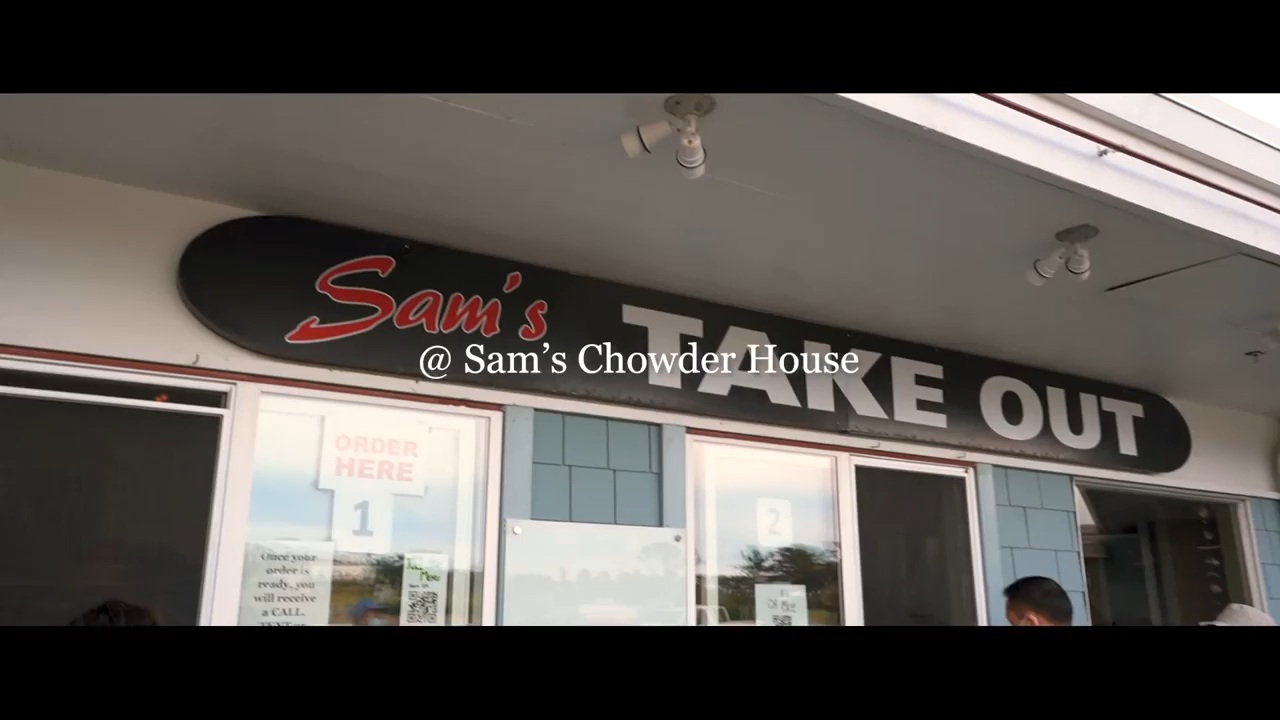 Sam's TAKE OUT
@ Sam’s Chowder House
ORDER
HERE
1
2
Once your
order is
ready, you
will receive
a CALL,